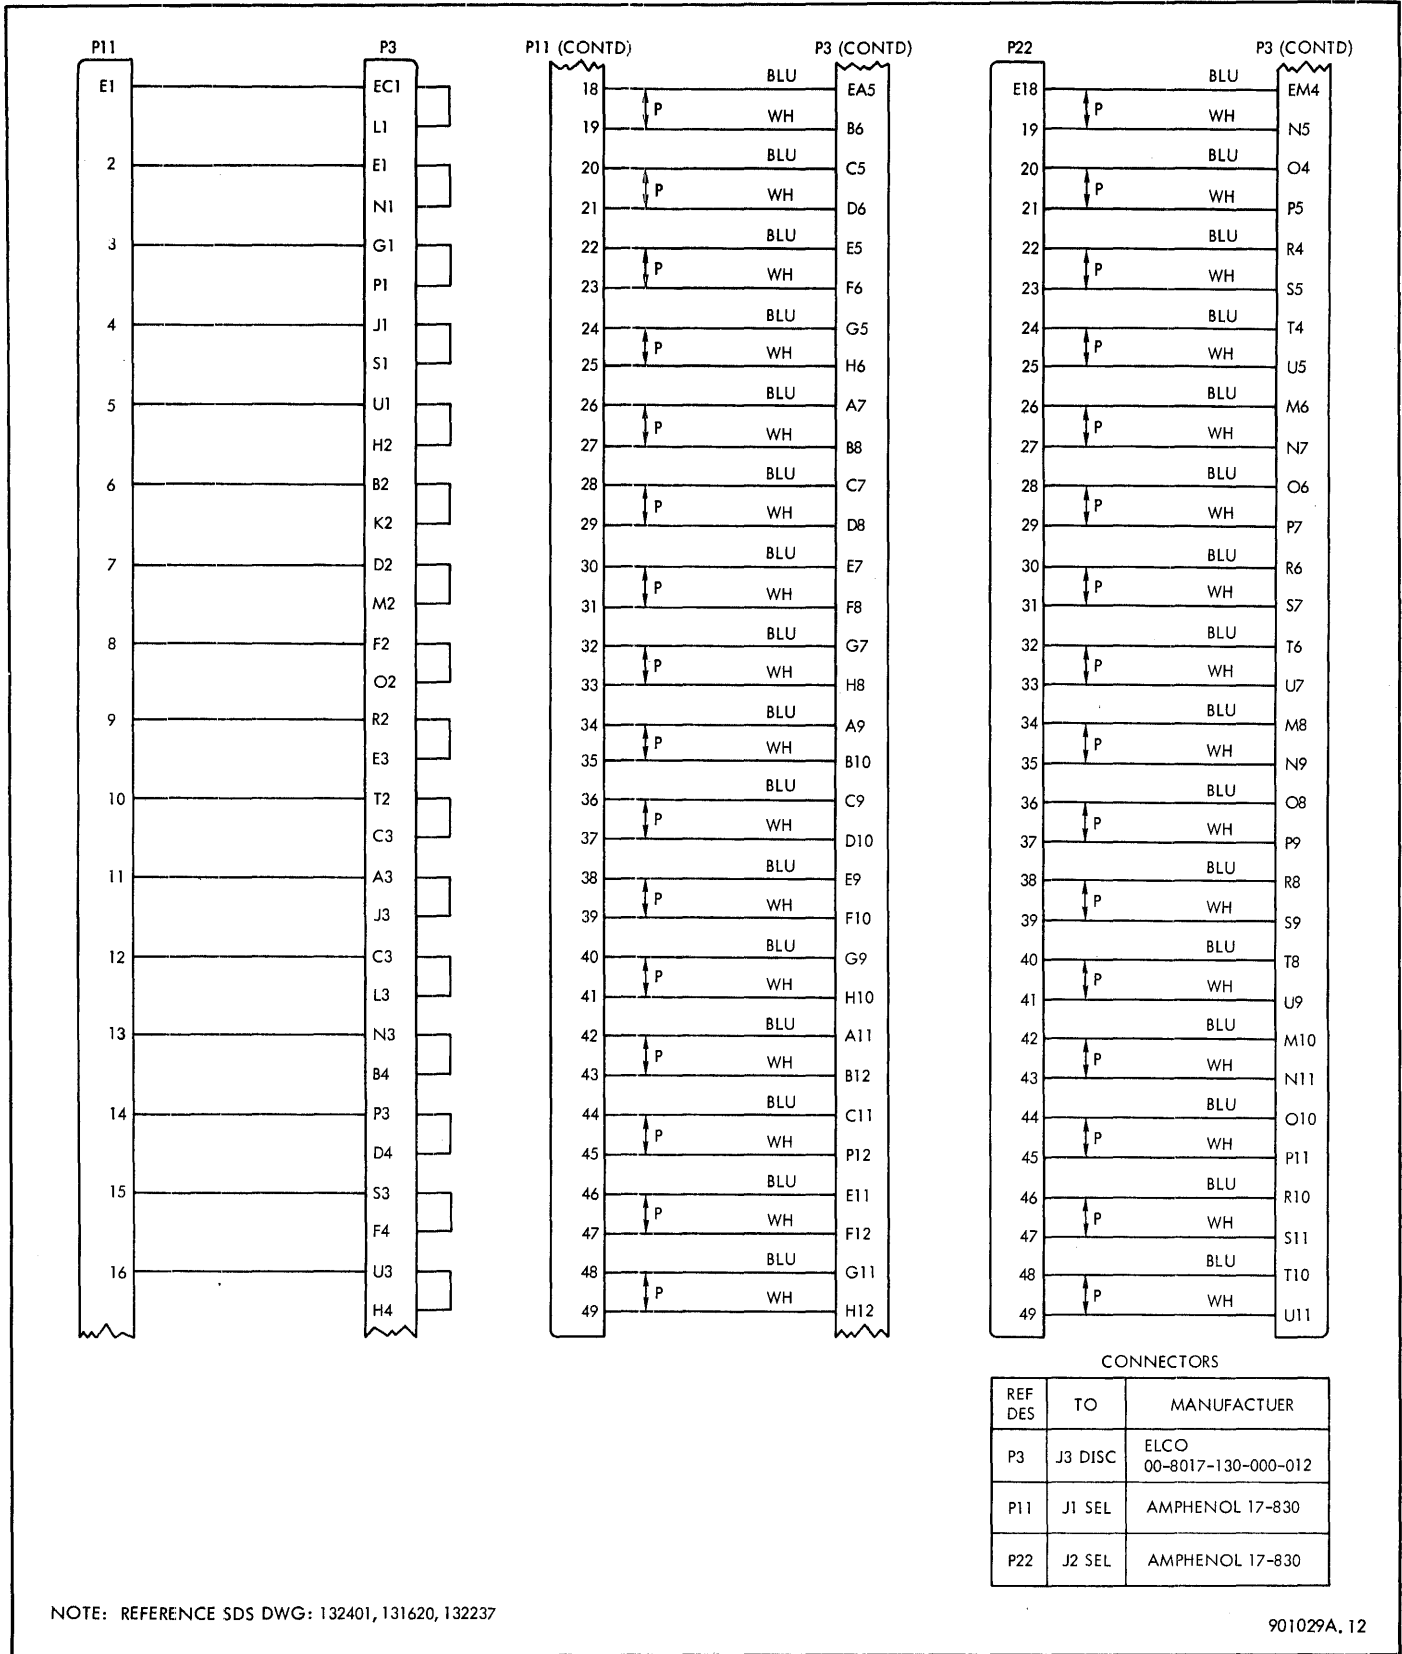 P11 P3
E1 EC1
L1
2 E1
N1
3 G1
P1
4 J1
S1
5 U1
H2
6 B2
K2
7 D2
M2
8 F2
O2
9 R2
E3
10 T2
C3
11 A3
J3
12 C3
L3
13 N3
B4
14 P3
D4
15 S3
F4
16 U3
H4
P11 (CONTD) P3 (CONTD)
18 BLU EA5
P
19 WH B6
20 BLU C5
P
21 WH D6
22 BLU E5
P
23 WH F6
24 BLU G5
P
25 WH H6
26 BLU A7
P
27 WH B8
28 BLU C7
P
29 WH D8
30 BLU E7
P
31 WH F8
32 BLU G7
P
33 WH H8
34 BLU A9
P
35 WH B10
36 BLU C9
P
37 WH D10
38 BLU E9
P
39 WH F10
40 BLU G9
P
41 WH H10
42 BLU A11
P
43 WH B12
44 BLU C11
P
45 WH P12
46 BLU E11
P
47 WH F12
48 BLU G11
P
49 WH H12
P22 P3 (CONTD)
E18 BLU EM4
P
19 WH N5
20 BLU O4
P
21 WH P5
22 BLU R4
P
23 WH S5
24 BLU T4
P
25 WH U5
26 BLU M6
P
27 WH N7
28 BLU O6
P
29 WH P7
30 BLU R6
P
31 WH S7
32 BLU T6
P
33 WH U7
34 BLU M8
P
35 WH N9
36 BLU O8
P
37 WH P9
38 BLU R8
P
39 WH S9
40 BLU T8
P
41 WH U9
42 BLU M10
P
43 WH N11
44 BLU O10
P
45 WH P11
46 BLU R10
P
47 WH S11
48 BLU T10
P
49 WH U11
CONNECTORS
REF DES TO MANUFACTUER
P3 J3 DISC ELCO 00-8017-130-000-012
P11 J1 SEL AMPHENOL 17-830
P22 J2 SEL AMPHENOL 17-830
NOTE: REFERENCE SDS DWG: 132401, 131620, 132237
901029A. 12